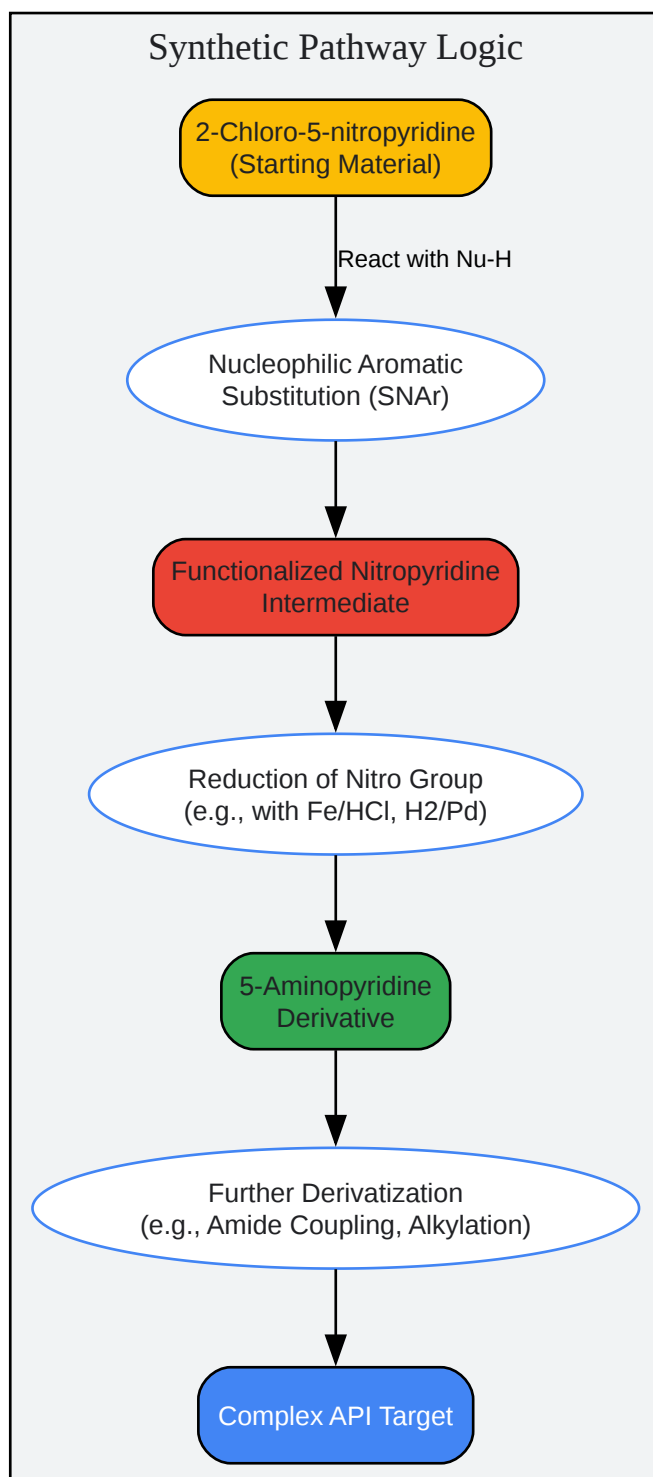 Synthetic Pathway Logic
2-Chloro-5-nitropyridine
(Starting Material)
React with Nu-H
Nucleophilic Aromatic
Substitution (SNAr)
Functionalized Nitropyridine
Intermediate
Reduction of Nitro Group
(e.g., with Fe/HCl, H2/Pd)
5-Aminopyridine
Derivative
Further Derivatization
(e.g., Amide Coupling, Alkylation)
Complex API Target